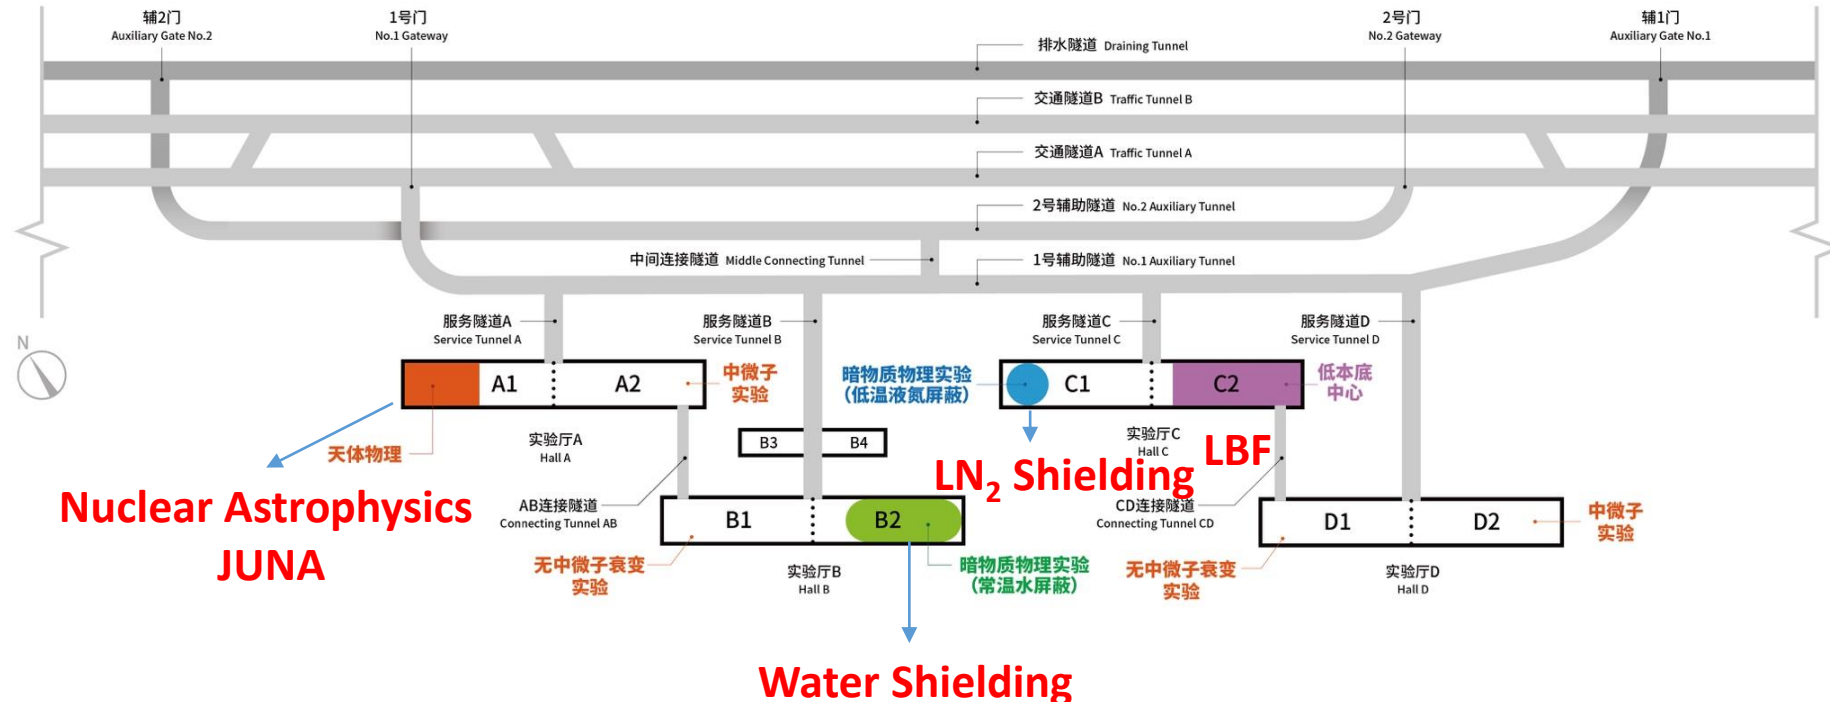 辅2门
Auxiliary Gate No.2
1号门
No.1 Gateway
2号门
No.2 Gateway
辅1门
Auxiliary Gate No.1
排水隧道 Draining Tunnel
交通隧道B Traffic Tunnel B
交通隧道A Traffic Tunnel A
2号辅助隧道 No.2 Auxiliary Tunnel
中间连接隧道 Middle Connecting Tunnel
1号辅助隧道 No.1 Auxiliary Tunnel
N
服务隧道A
Service Tunnel A
服务隧道B
Service Tunnel B
服务隧道C
Service Tunnel C
服务隧道D
Service Tunnel D
A1
A2
中微子
实验
暗物质物理实验
（低温液氮屏蔽）
C1
C2
低本底
中心
天体物理
实验厅A
Hall A
B3
B4
实验厅C
Hall C
LBF
LN2 Shielding
Nuclear Astrophysics
JUNA
AB连接隧道
Connecting Tunnel AB
B1
B2
CD连接隧道
Connecting Tunnel CD
D1
D2
中微子
实验
无中微子衰变
实验
实验厅B
Hall B
暗物质物理实验
（常温水屏蔽）
无中微子衰变
实验
实验厅D
Hall D
Water Shielding